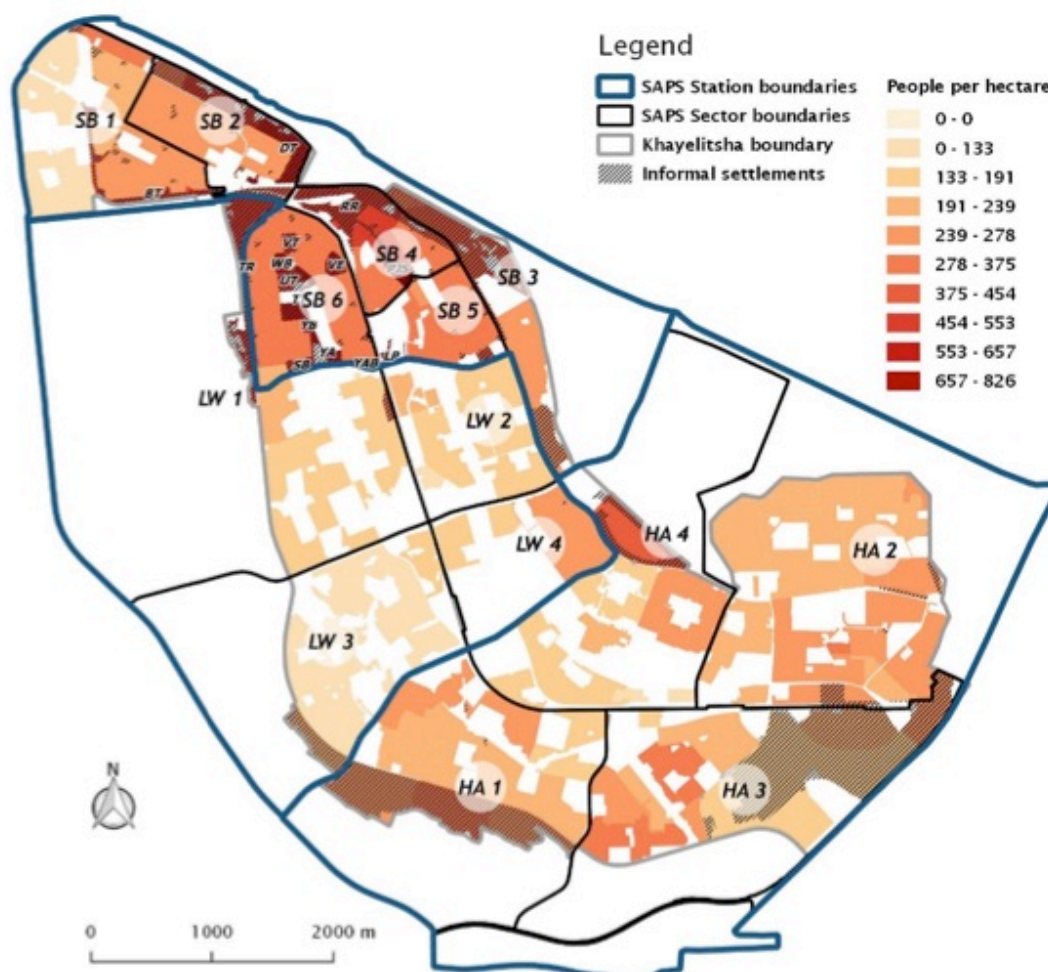 Legend
SAPS Station boundaries
SAPS Sector boundaries
Khayelitsha boundary
Informal settlements
People per hectare
0 - 0
0 - 133
133 - 191
191 - 239
239 - 278
278 - 375
375 - 454
454 - 553
553 - 657
657 - 826
SB 1
SB 2
DT
BT
RR
SB 4
VT
WB
VE
TR
UT
SB 3
SB 6
SB 5
YB
YA
SB
YAB
LP
LW 1
LW 2
LW 4
HA 4
HA 2
LW 3
HA 1
HA 3
N
0 1000 2000 m